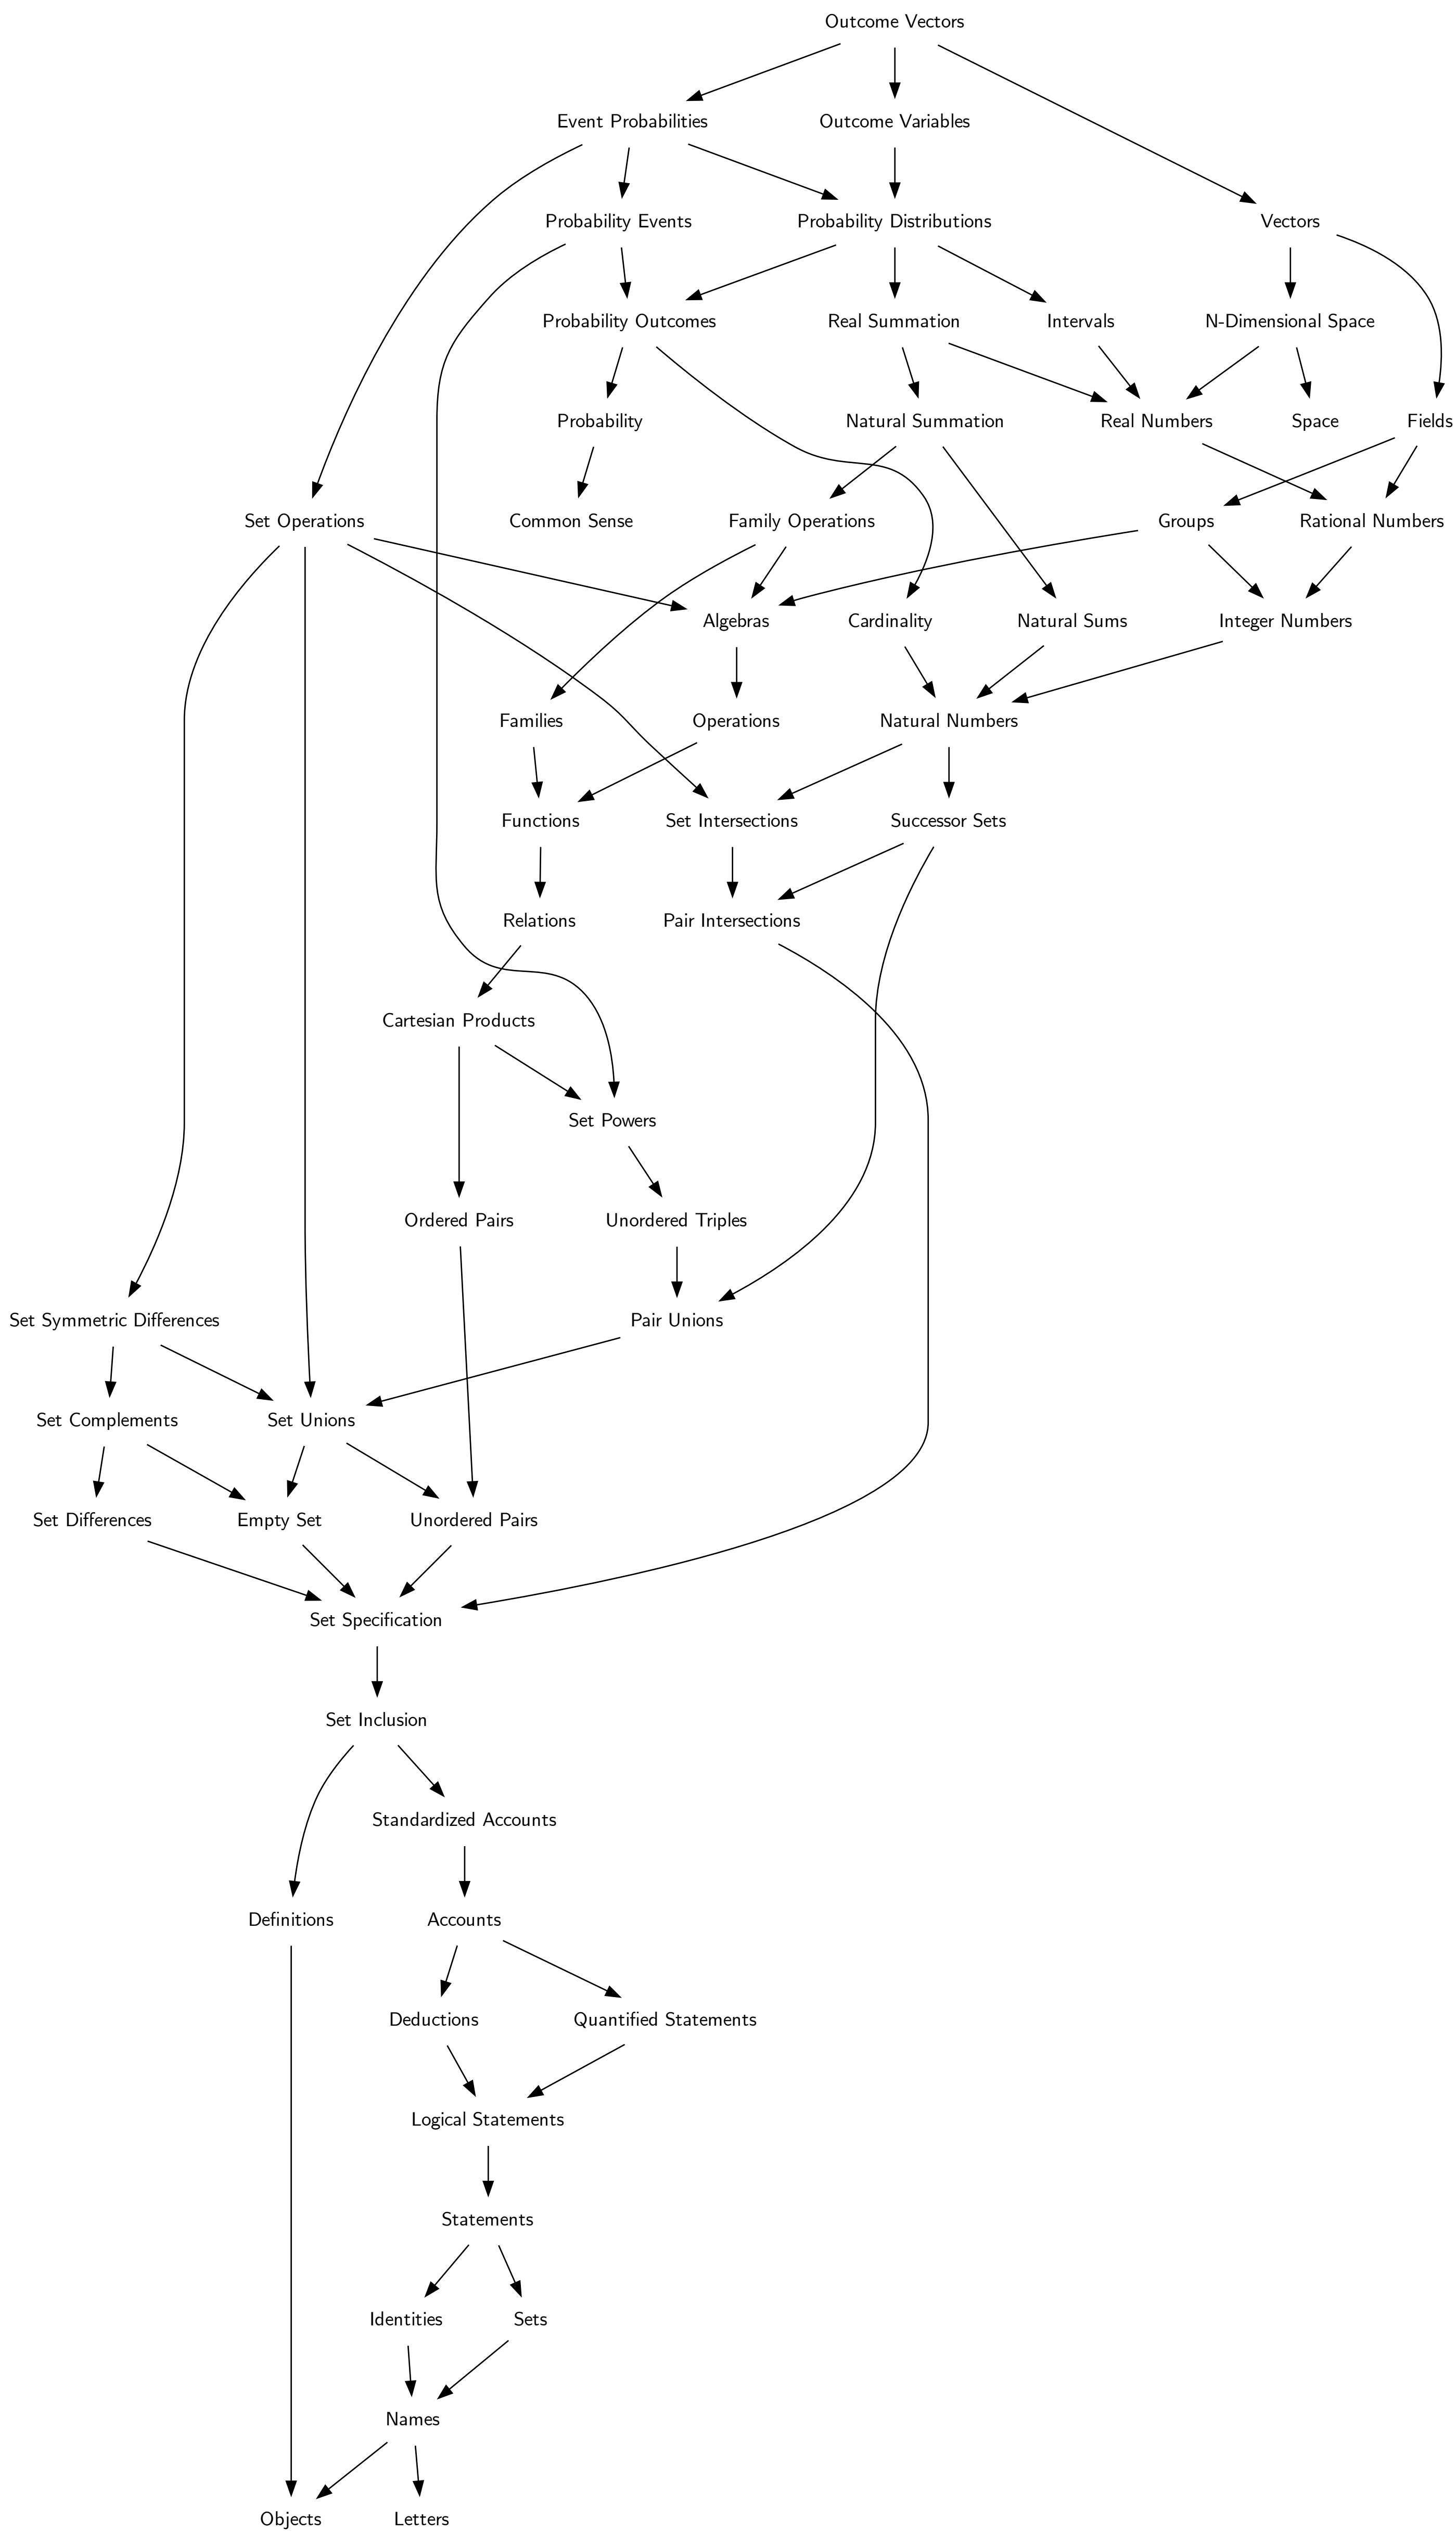 Outcome Vectors
Event Probabilities
Outcome Variables
Probability Events
Probability Distributions
Vectors
Probability Outcomes
Real Summation
Intervals
N-Dimensional Space
Probability
Natural Summation
Real Numbers
Space
Fields
Set Operations
Common Sense
Family Operations
Groups
Rational Numbers
Algebras
Cardinality
Natural Sums
Integer Numbers
Families
Operations
Natural Numbers
Functions
Set Intersections
Successor Sets
Relations
Pair Intersections
Cartesian Products
Set Powers
Ordered Pairs
Unordered Triples
Set Symmetric Differences
Pair Unions
Set Complements
Set Unions
Set Differences
Empty Set
Unordered Pairs
Set Specification
Set Inclusion
Standardized Accounts
Definitions
Accounts
Deductions
Quantified Statements
Logical Statements
Statements
Identities
Sets
Names
Objects
Letters